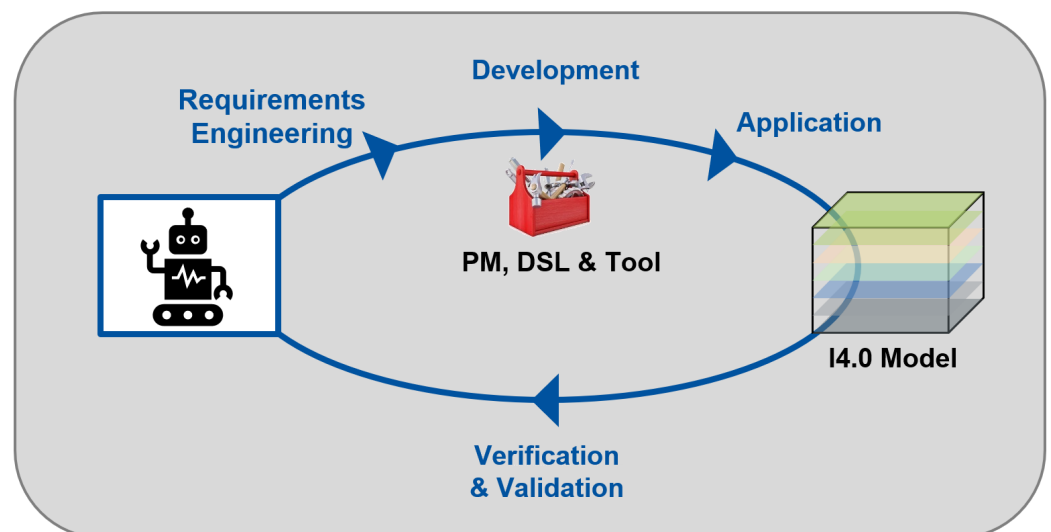 Development
Requirements
Engineering
Application
PM, DSL & Tool
I4.0 Model
Verification
& Validation